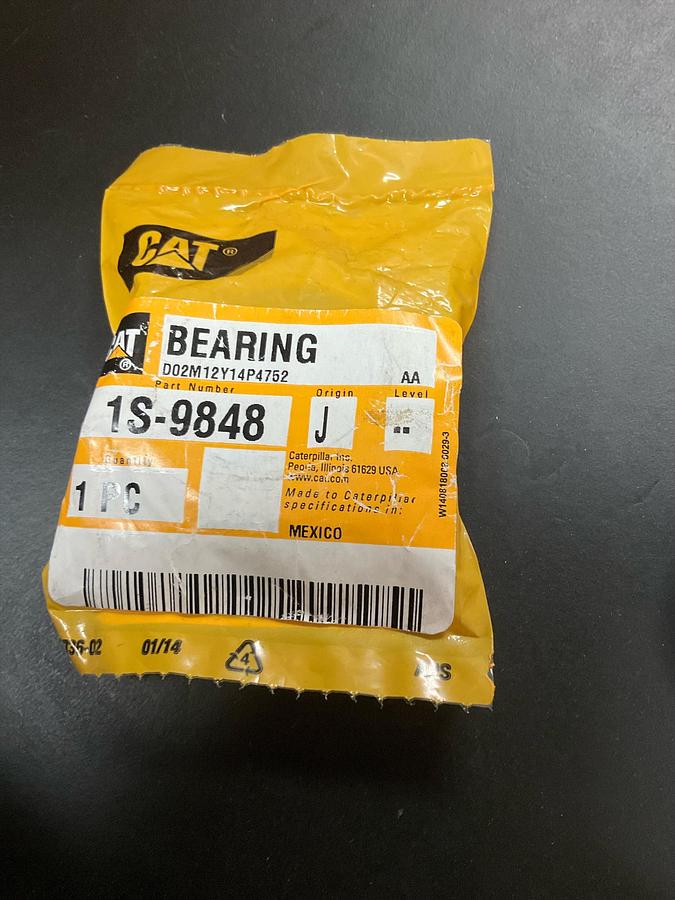 CAT®
BEARING
D02M12Y14P4752 AA
Part Number Origin Level
1S-9848 J --
Quantity
1 PC
Caterpillar Inc.
Peoria, Illinois 61629 USA
www.cat.com
Made to Caterpillar
specifications in:
MEXICO
01/14 4